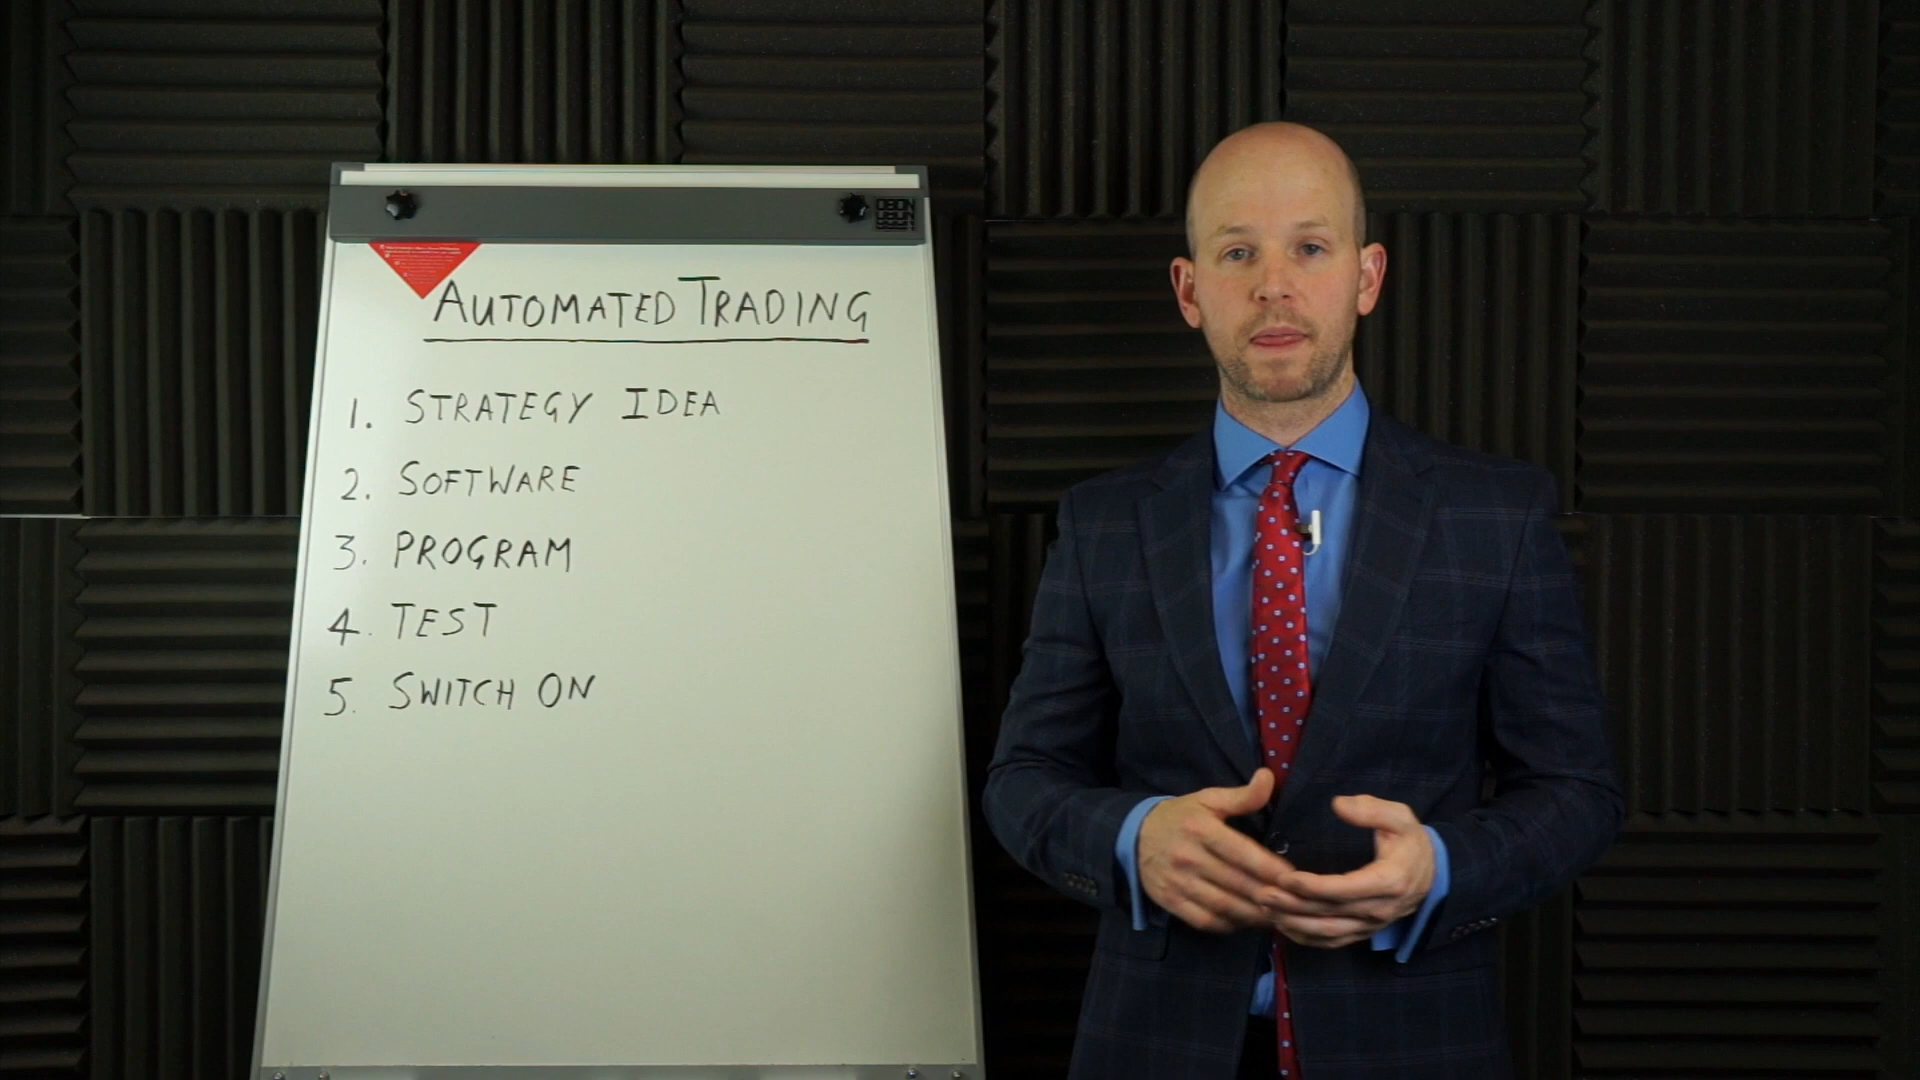 AUTOMATED TRADING
1. STRATEGY IDEA
2. SOFTWARE
3. PROGRAM
4. TEST
5. SWITCH ON